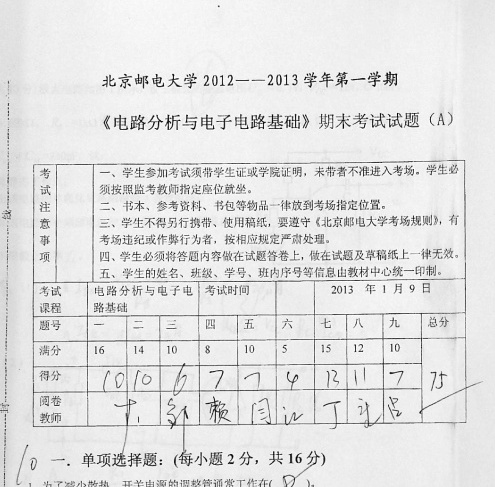 北京邮电大学 2012——2013 学年第一学期
《电路分析与电子电路基础》期末考试试题（A）
考试注意事项
一、学生参加考试须带学生证或学院证明，未带者不准进入考场。学生必
须按照监考教师指定座位就坐。
二、书本、参考资料、书包等物品一律放到考场指定位置。
三、学生不得另行携带、使用稿纸，要遵守《北京邮电大学考场规则》，有
考场违纪或作弊行为者，按相应规定严肃处理。
四、学生必须将答题内容做在试题答卷上，做在试题及草稿纸上一律无效。
五、学生的姓名、班级、学号、班内序号等信息由教材中心统一印制。
考试课程 电路分析与电子电路基础 考试时间 2013 年 1 月 9 日
题号 一 二 三 四 五 六 七 八 九 总分
满分 16 14 10 8 10 5 15 12 10
得分 10 10 6 7 7 4 13 11 7 75
阅卷教师
10 一．单项选择题：(每小题 2 分，共 16 分)
1. 为了减少散热，开关电源的调整管通常工作在( )。